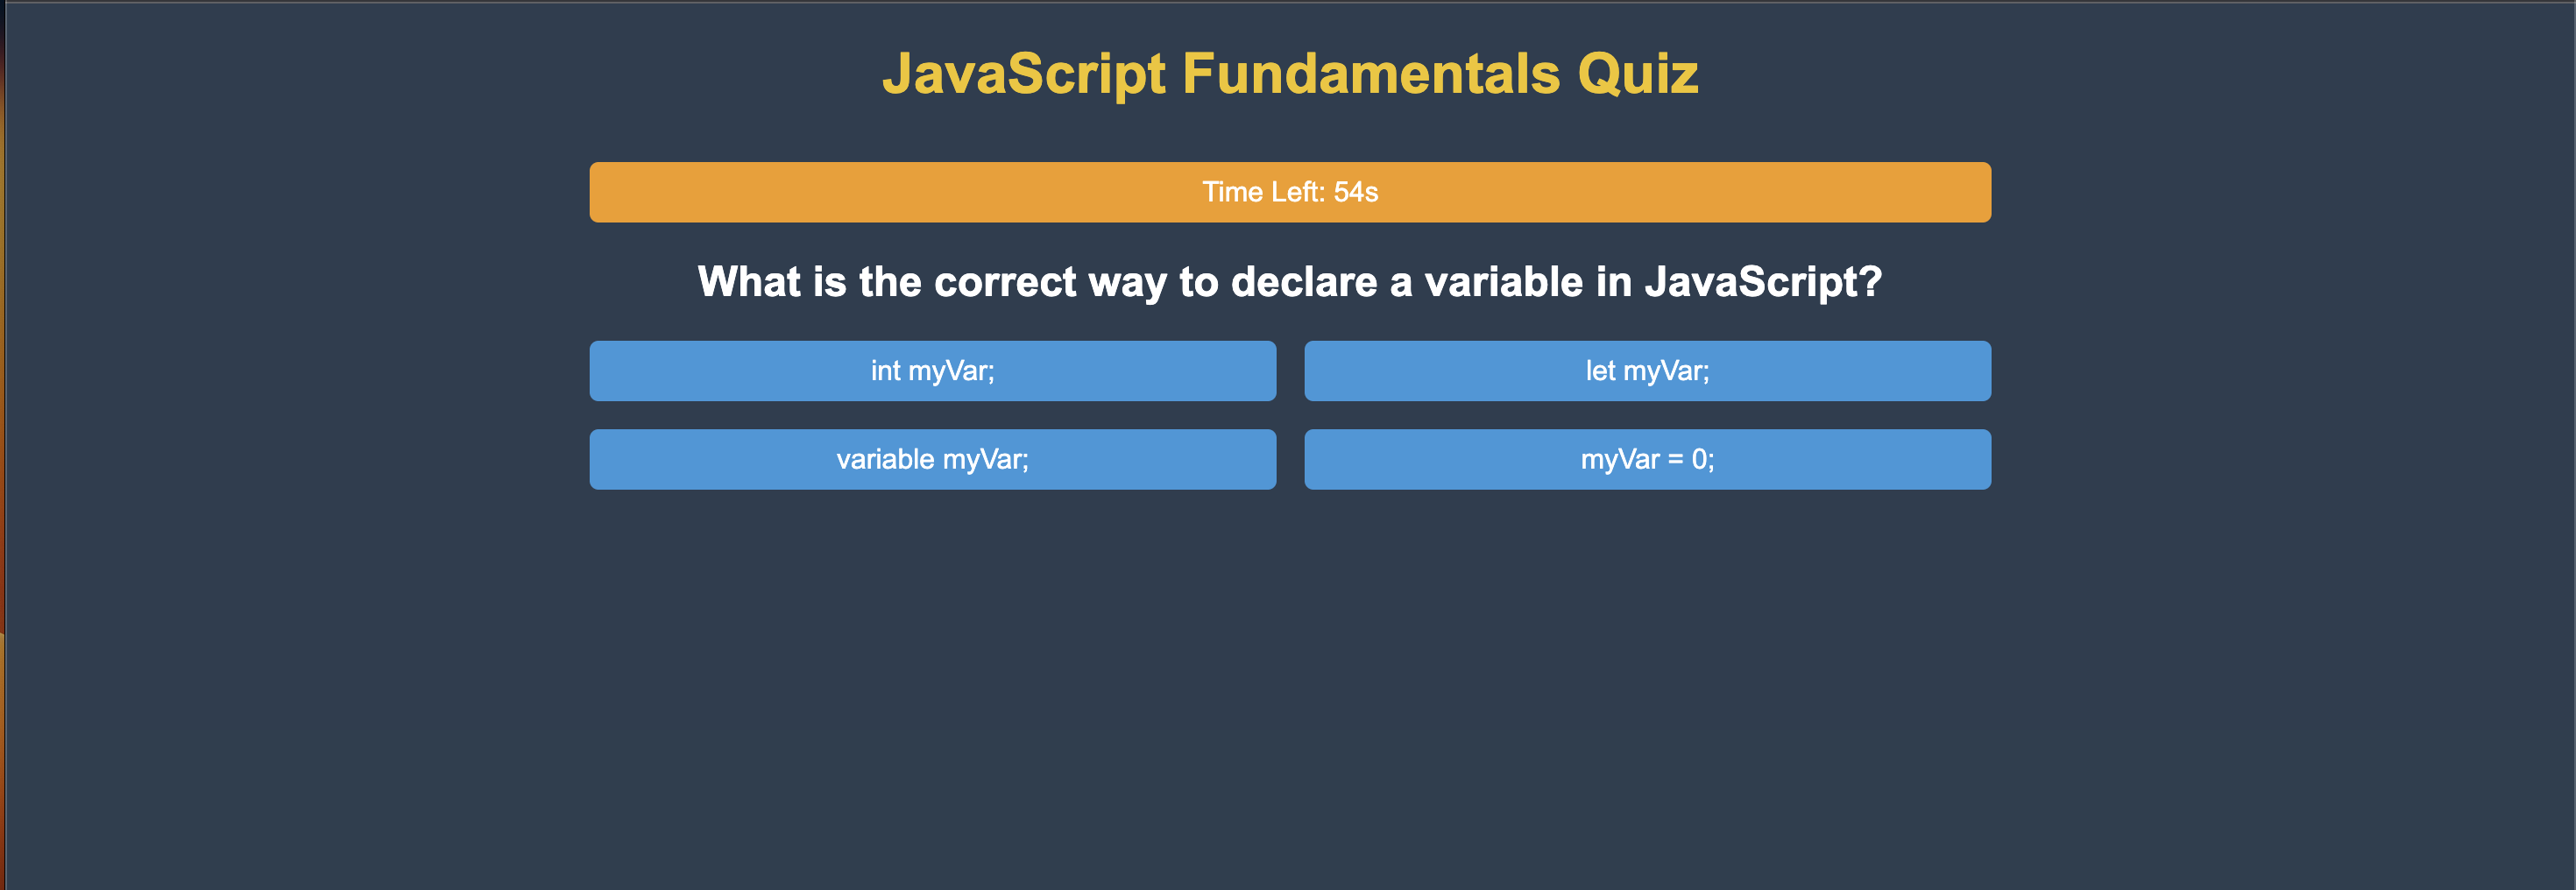 JavaScript Fundamentals Quiz
Time Left: 54s
What is the correct way to declare a variable in JavaScript?
int myVar;
let myVar;
variable myVar;
myVar = 0;